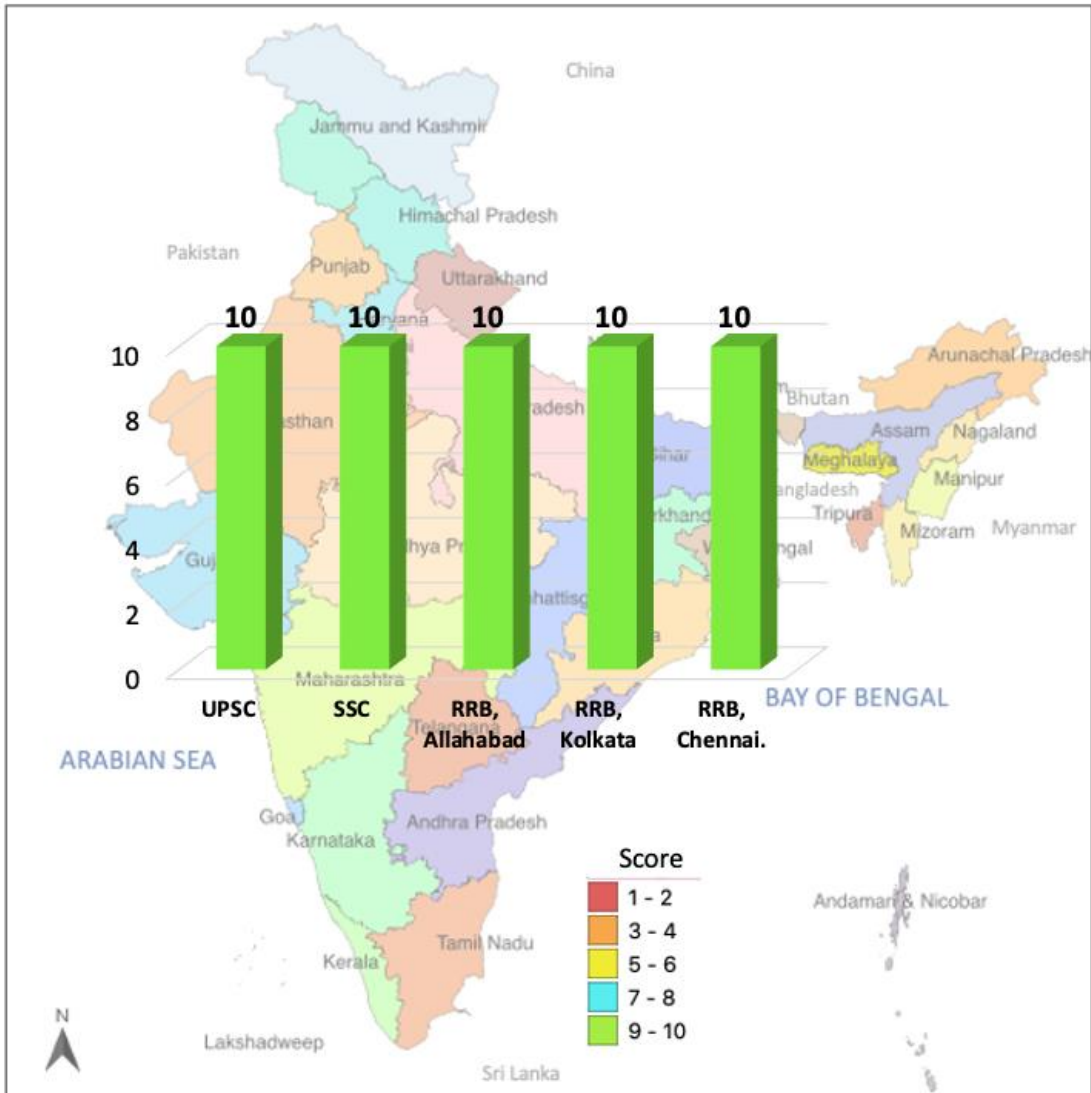 China
Jammu and Kashmir
Himachal Pradesh
Pakistan
Punjab
Uttarakhand
10 10 10 10 10
10
8
6
4
2
0
Arunachal Pradesh
Bhutan
Assam
Nagaland
Meghalaya
Manipur
Tripura
Mizoram
Myanmar
Maharashtra
UPSC
SSC
RRB,
Allahabad
RRB,
Kolkata
RRB,
Chennai.
BAY OF BENGAL
ARABIAN SEA
Telangana
Goa
Karnataka
Andhra Pradesh
Score
1 - 2
3 - 4
5 - 6
7 - 8
9 - 10
Andaman & Nicobar
Tamil Nadu
Kerala
N
Lakshadweep
Sri Lanka